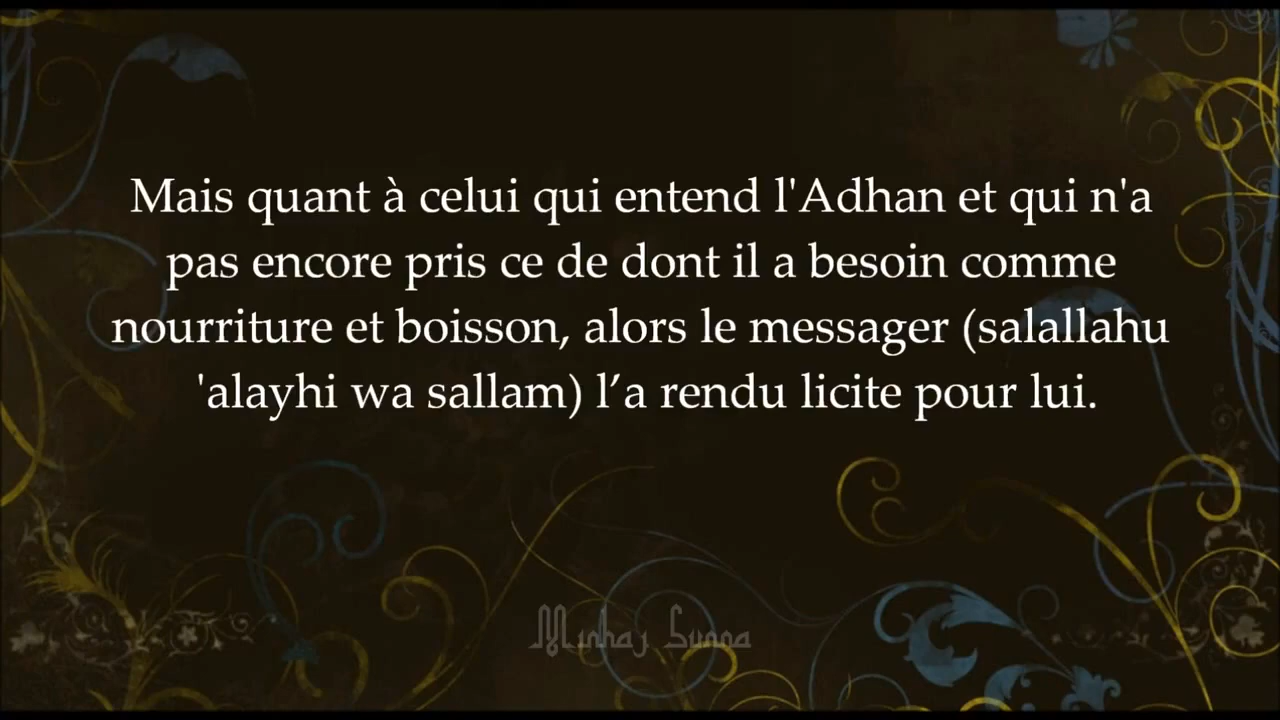 Mais quant à celui qui entend l'Adhan et qui n'a
pas encore pris ce de dont il a besoin comme
nourriture et boisson, alors le messager (salallahu
'alayhi wa sallam) l’a rendu licite pour lui.
Minhaj Sunna